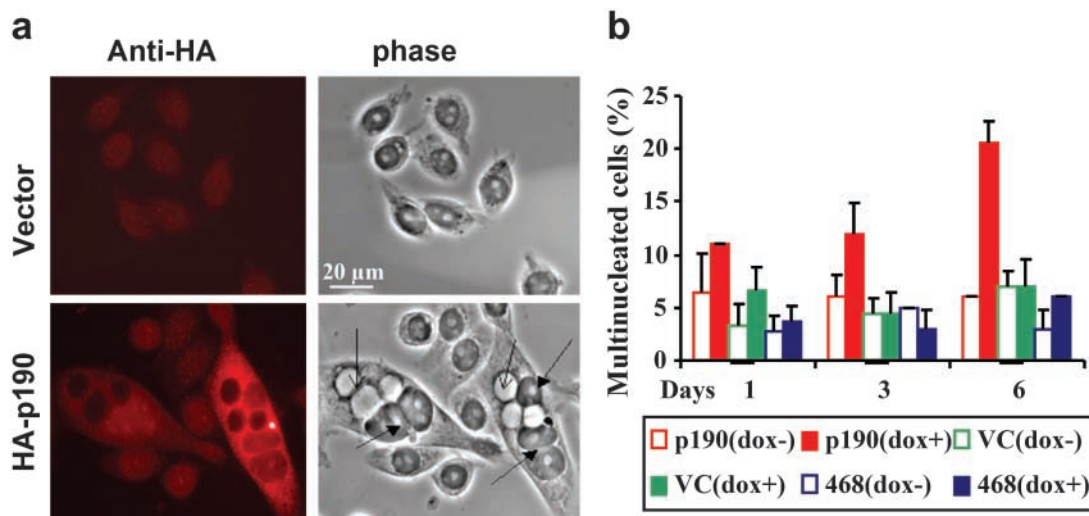 a
Anti-HA
phase
Vector
20 µm
HA-p190
b
Multinucleated cells (%)
25
20
15
10
5
0
Days 1 3 6
p190(dox-) p190(dox+) VC(dox-)
VC(dox+) 468(dox-) 468(dox+)